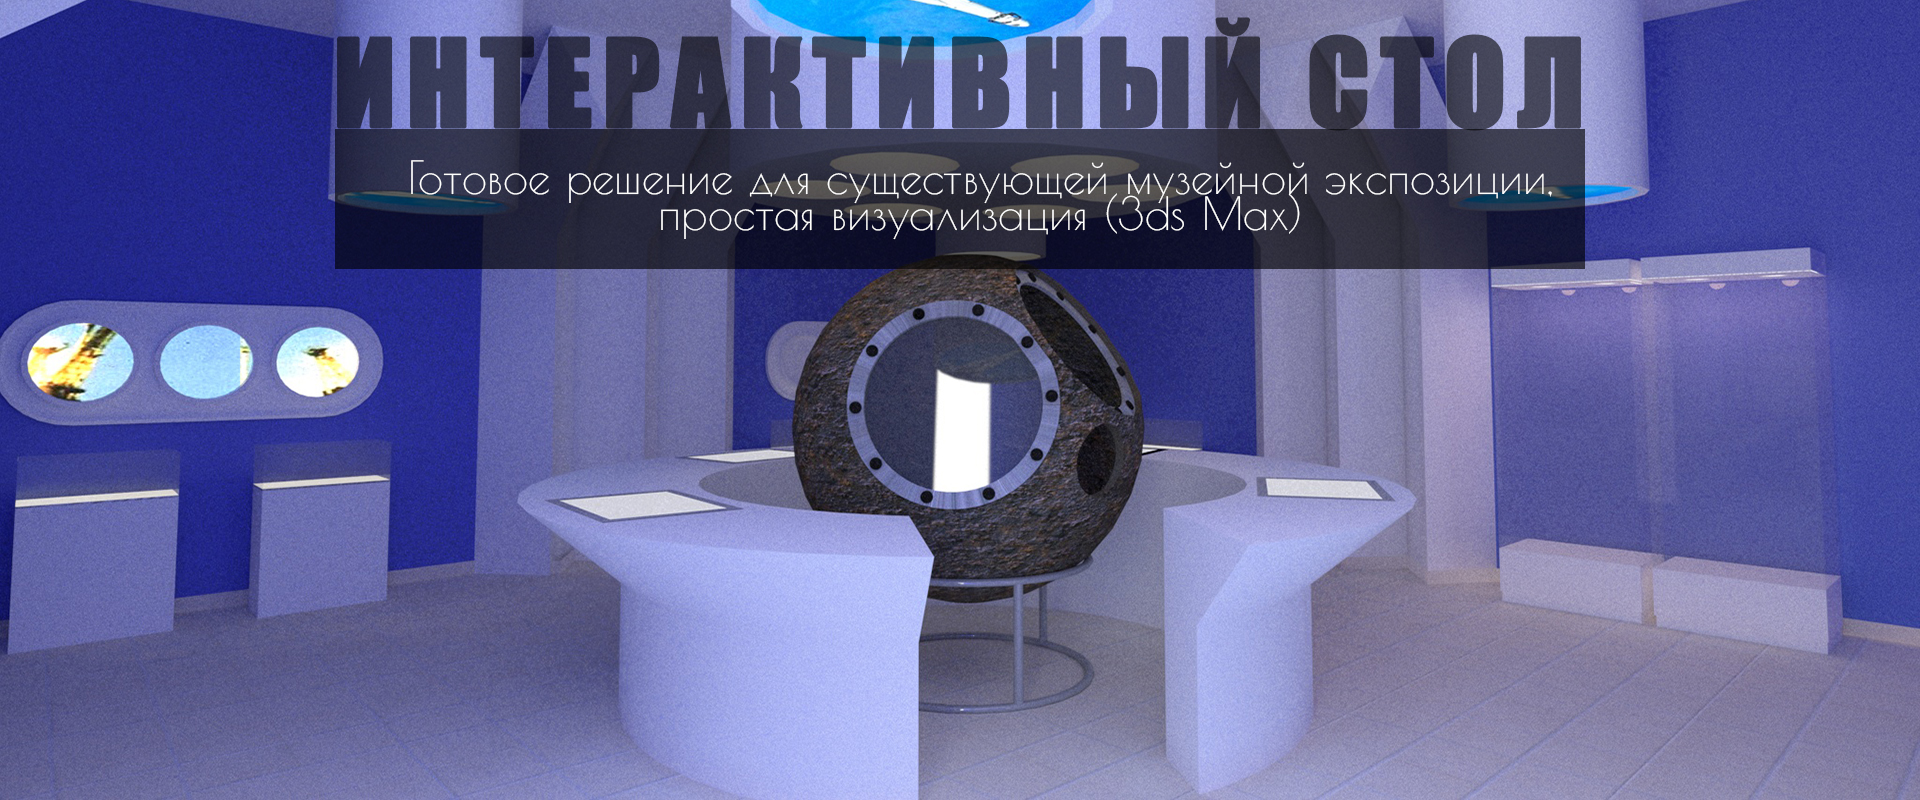 ИНТЕРАКТИВНЫЙ СТОЛ
Готовое решение для существующей музейной экспозиции,
простая визуализация (3ds Max)